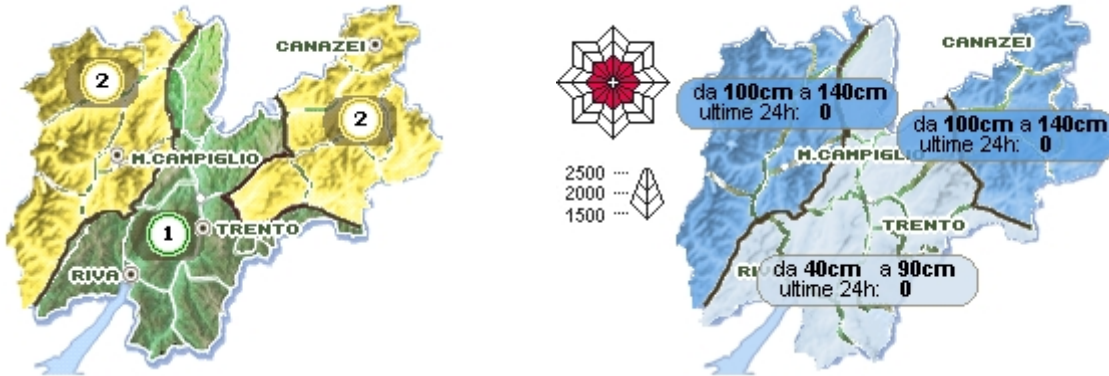 CANAZEI
2
2
M.CAMPIGLIO
1
TRENTO
RIVA
CANAZEI
da 100cm a 140cm
ultime 24h: 0
da 100cm a 140cm
ultime 24h: 0
M.CAMPIGLIO
2500
2000
1500
TRENTO
RI
da 40cm a 90cm
ultime 24h: 0